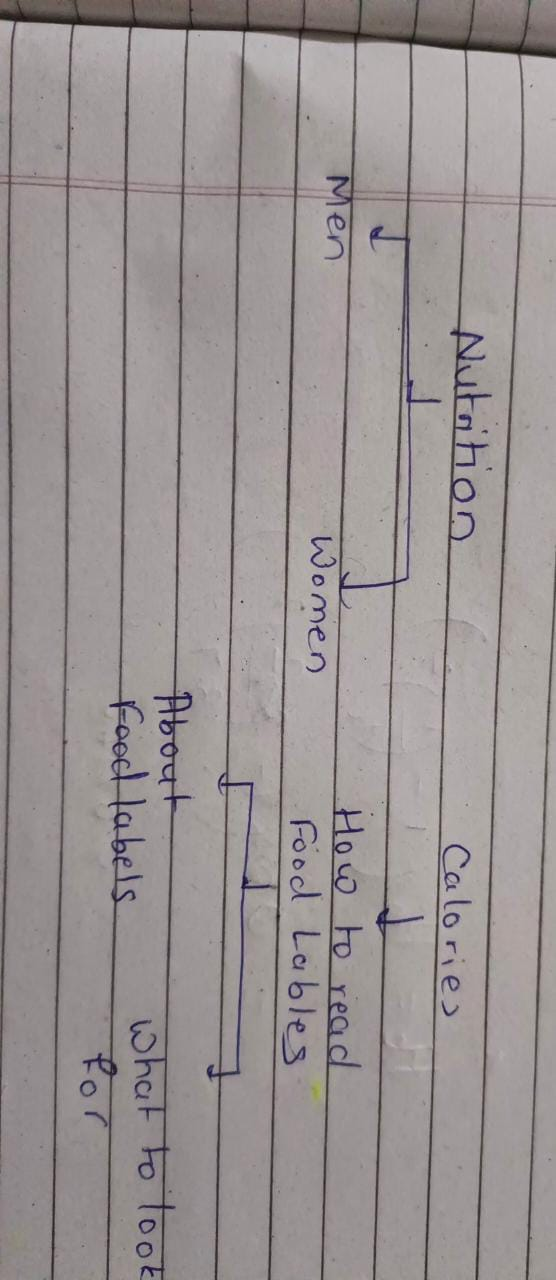 Nutrition
Men
Women
Calories
How to read
Food Lables
About
Food labels
What to look
for